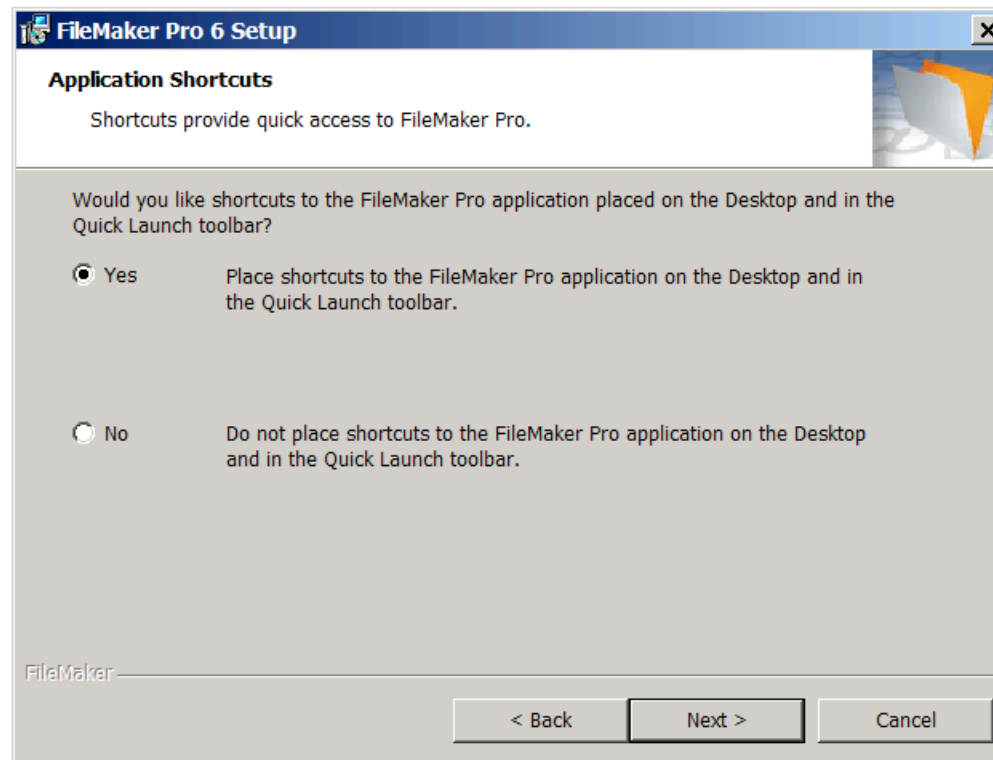 FileMaker Pro 6 Setup
Application Shortcuts
Shortcuts provide quick access to FileMaker Pro.
Would you like shortcuts to the FileMaker Pro application placed on the Desktop and in the
Quick Launch toolbar?
Yes
Place shortcuts to the FileMaker Pro application on the Desktop and in
the Quick Launch toolbar.
No
Do not place shortcuts to the FileMaker Pro application on the Desktop
and in the Quick Launch toolbar.
FileMaker
< Back
Next >
Cancel